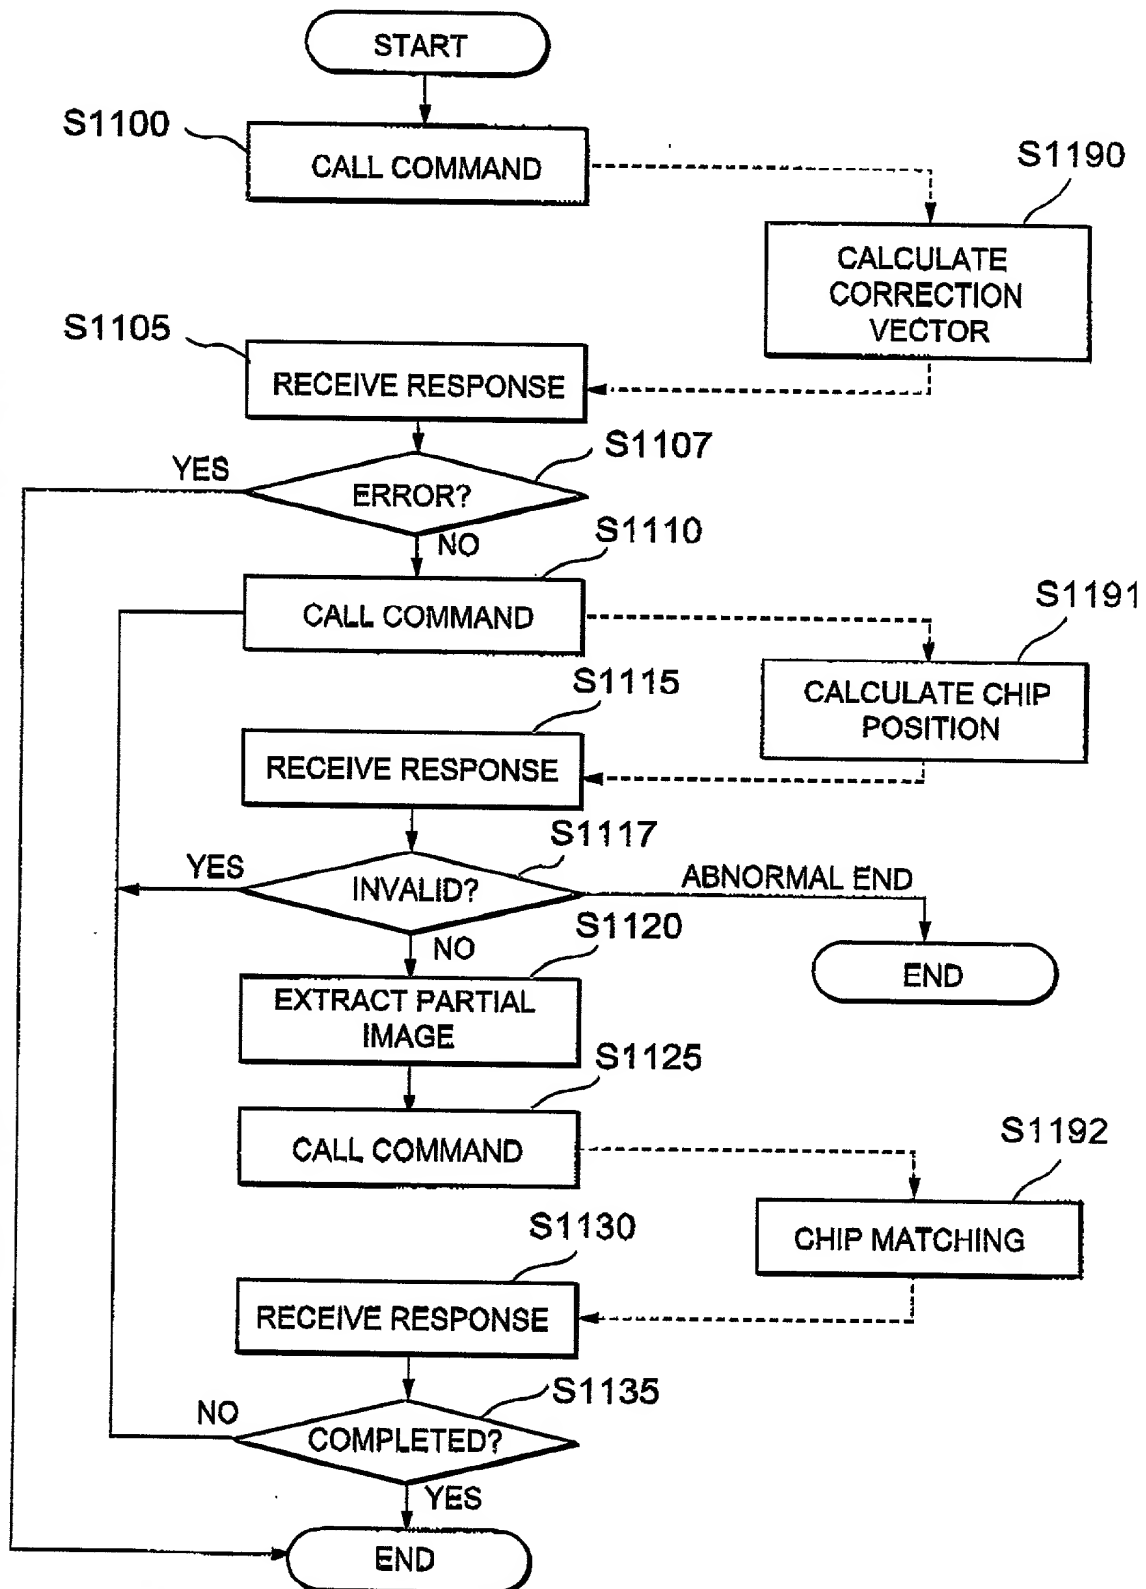 START
S1100
CALL COMMAND
S1190
CALCULATE
CORRECTION
VECTOR
S1105
RECEIVE RESPONSE
S1107
YES
ERROR?
NO
S1110
CALL COMMAND
S1191
CALCULATE CHIP
POSITION
S1115
RECEIVE RESPONSE
S1117
YES
INVALID?
ABNORMAL END
NO
S1120
END
EXTRACT PARTIAL
IMAGE
S1125
CALL COMMAND
S1192
CHIP MATCHING
S1130
RECEIVE RESPONSE
S1135
NO
COMPLETED?
YES
END